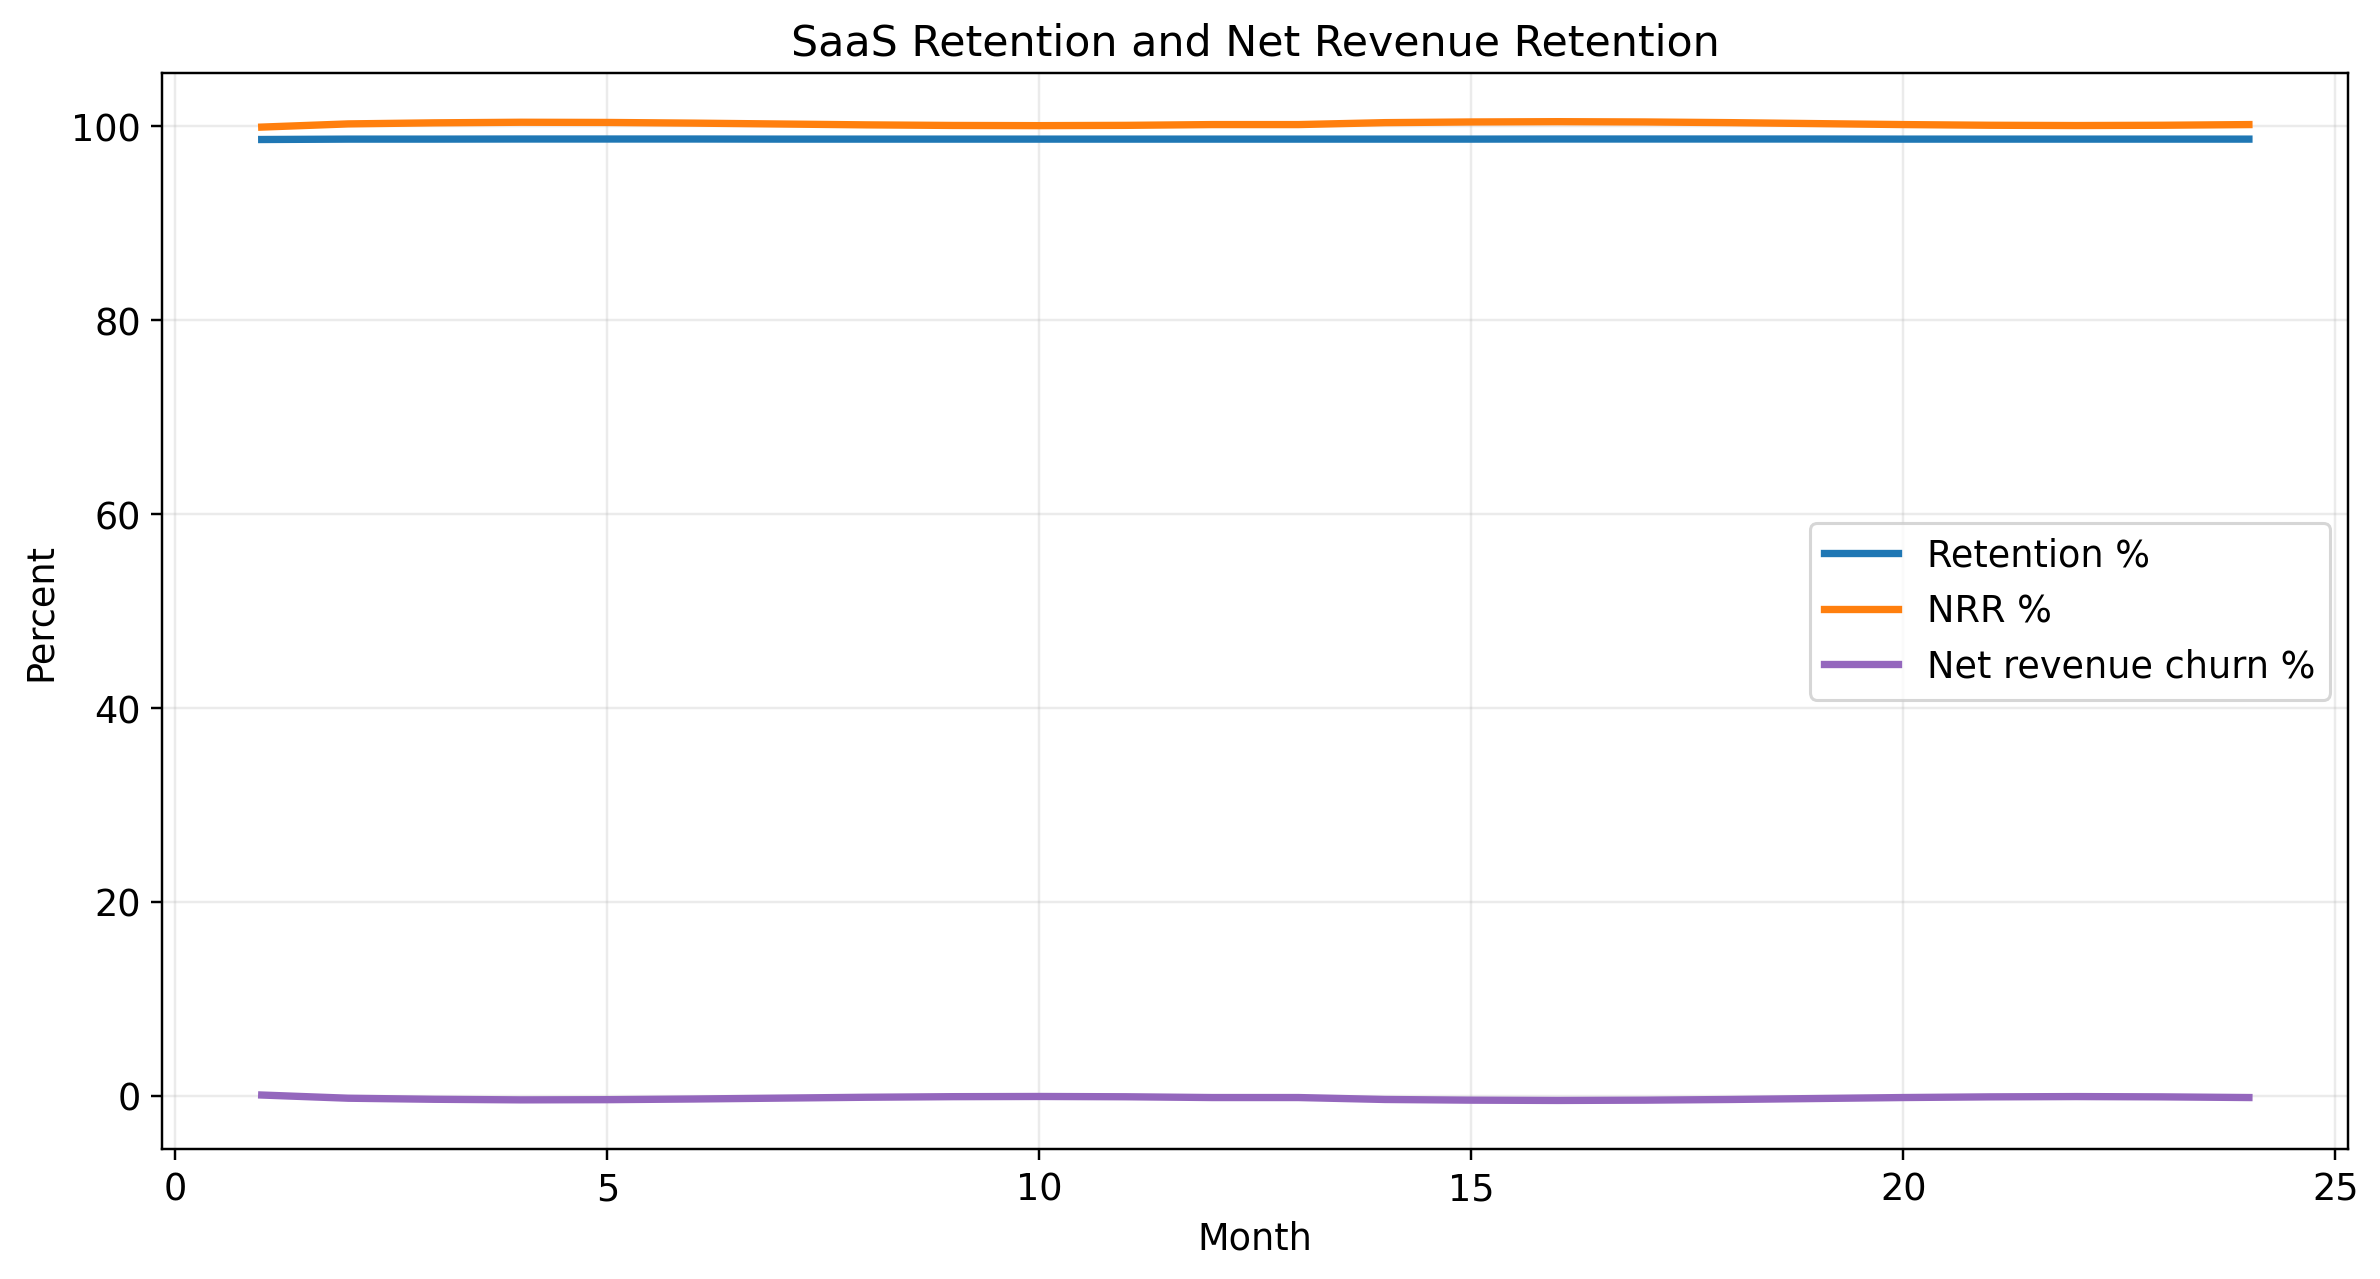 SaaS Retention and Net Revenue Retention
100
80
60
40
20
0
Percent
Retention %
NRR %
Net revenue churn %
0
5
10
15
20
25
Month